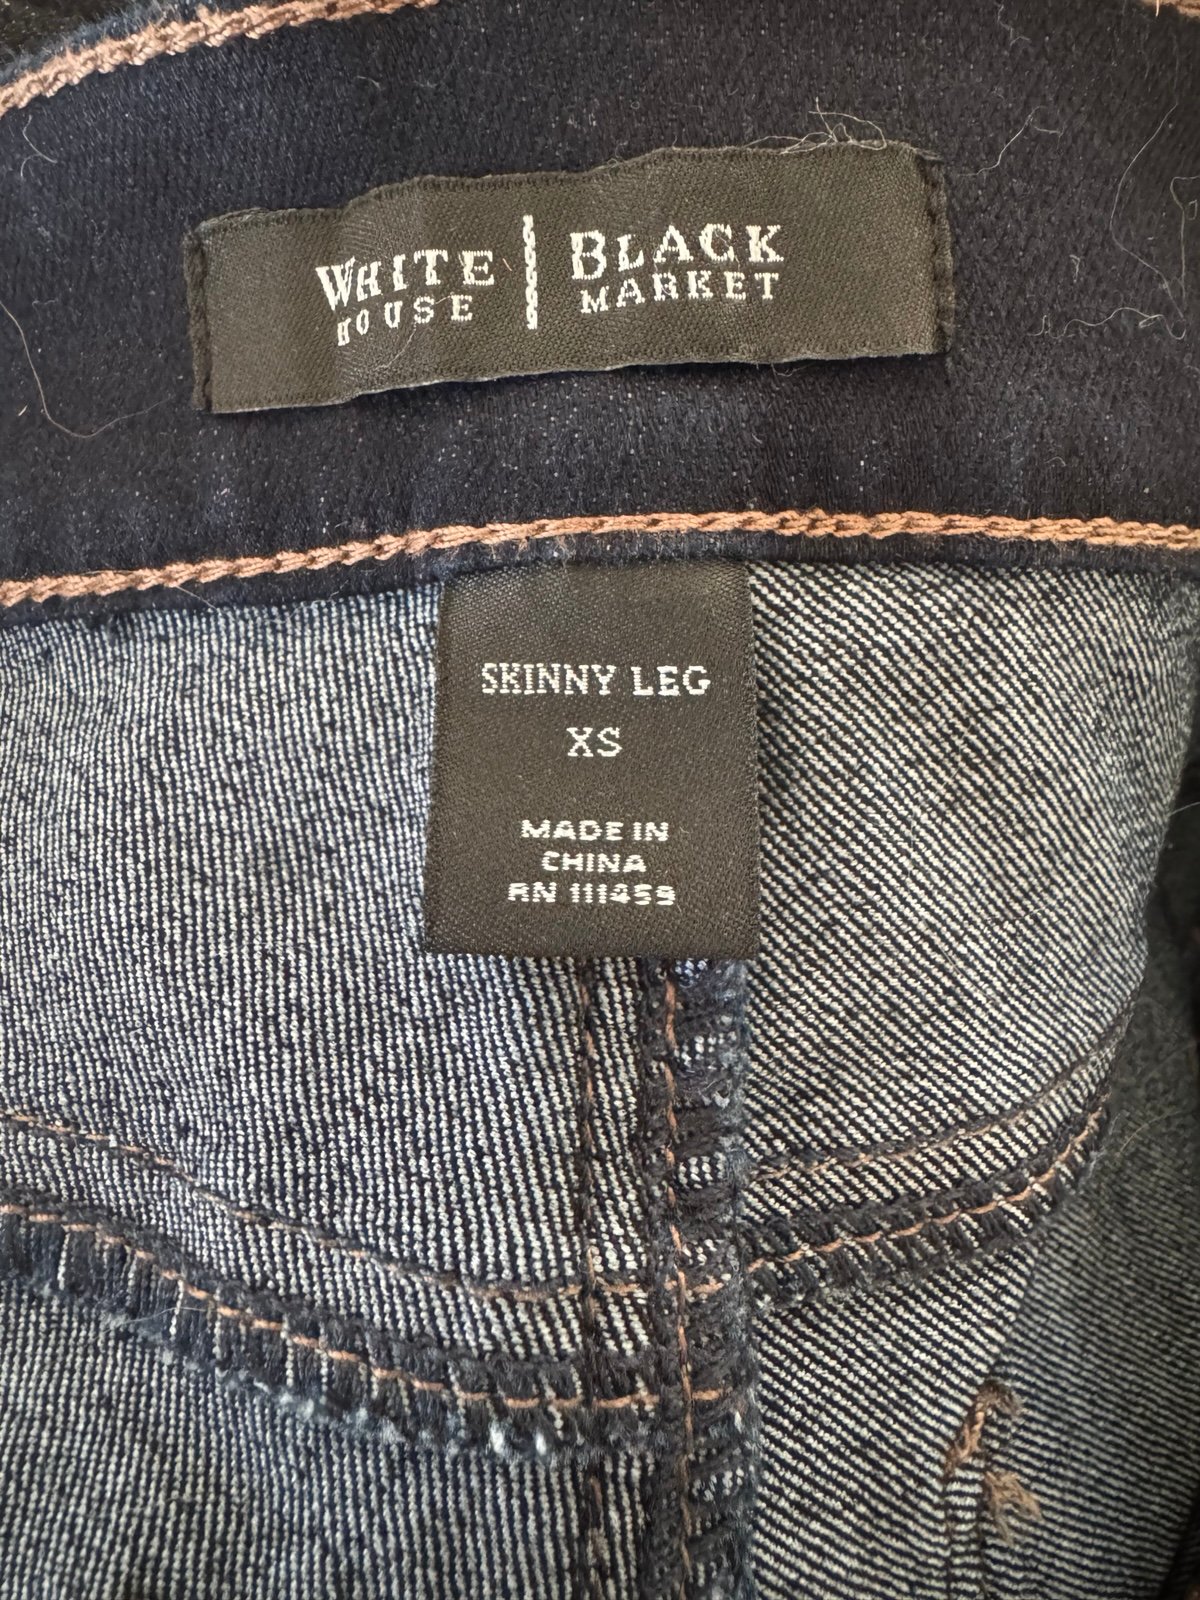 WHITE HOUSE | BLACK MARKET
SKINNY LEG
XS
MADE IN
CHINA
RN 111459